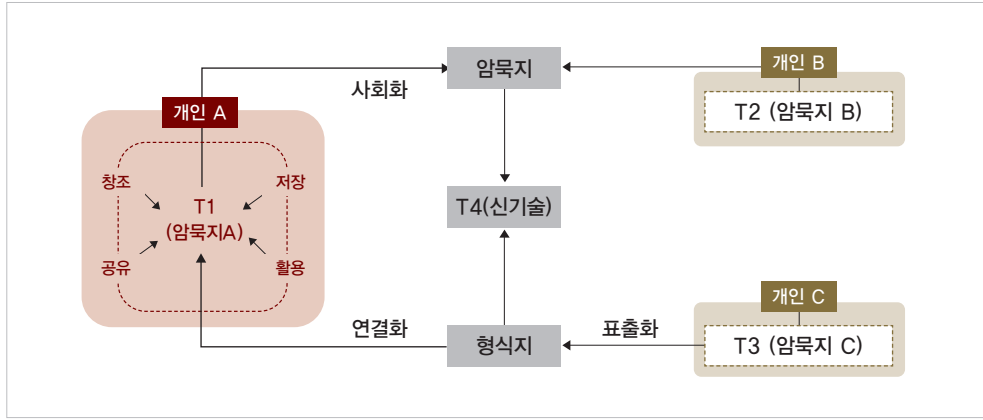 암묵지
개인 B
사회화
T2 (암묵지 B)
개인 A
창조
저장
T1
(암묵지A)
T4(신기술)
공유
활용
개인 C
연결화
형식지
표출화
T3 (암묵지 C)